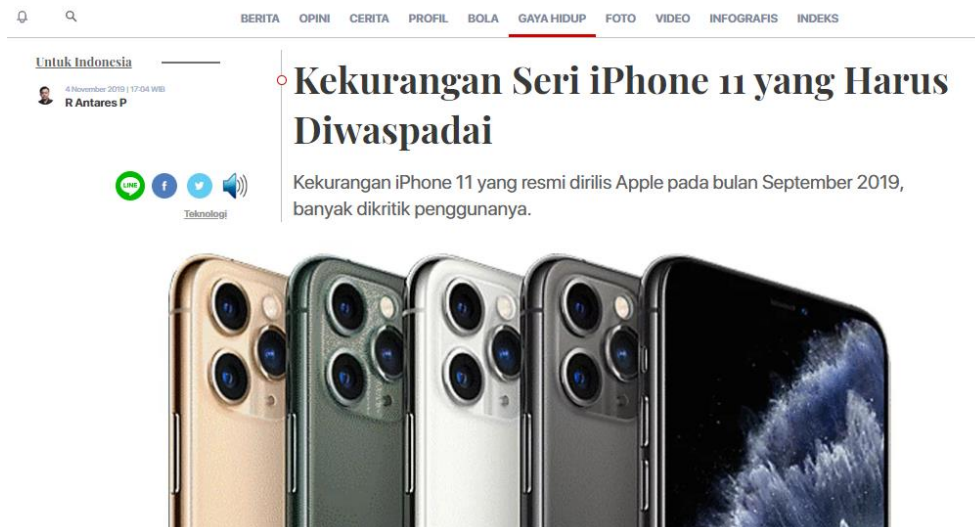 BERITA OPINI CERITA PROFIL BOLA GAYA HIDUP FOTO VIDEO INFOGRAFIS INDEKS
Untuk Indonesia
4 November 2019 | 17:04 WIB
R Antares P
Kekurangan Seri iPhone 11 yang Harus
Diwaspadai
LINE
f
Teknologi
Kekurangan iPhone 11 yang resmi dirilis Apple pada bulan September 2019,
banyak dikritik penggunanya.